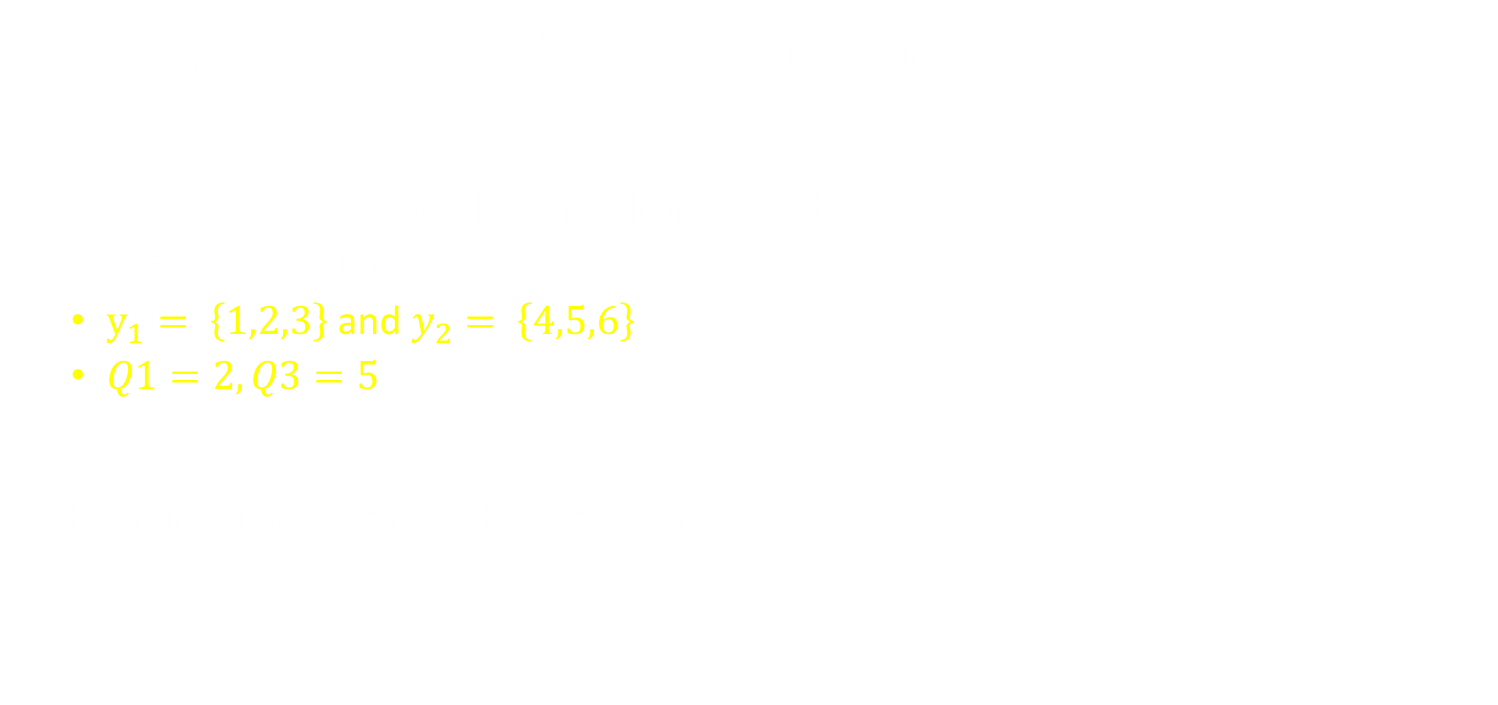 • y₁ = {1,2,3} and y₂ = {4,5,6}
• Q1 = 2, Q3 = 5